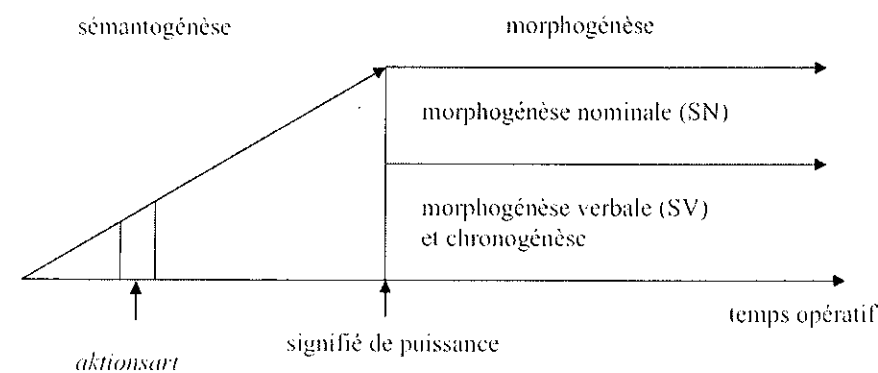 sémantogénèse
morphogénèse
morphogénèse nominale (SN)
morphogénèse verbale (SV)
et chronogénèse
temps opératif
signifié de puissance
aktionsart